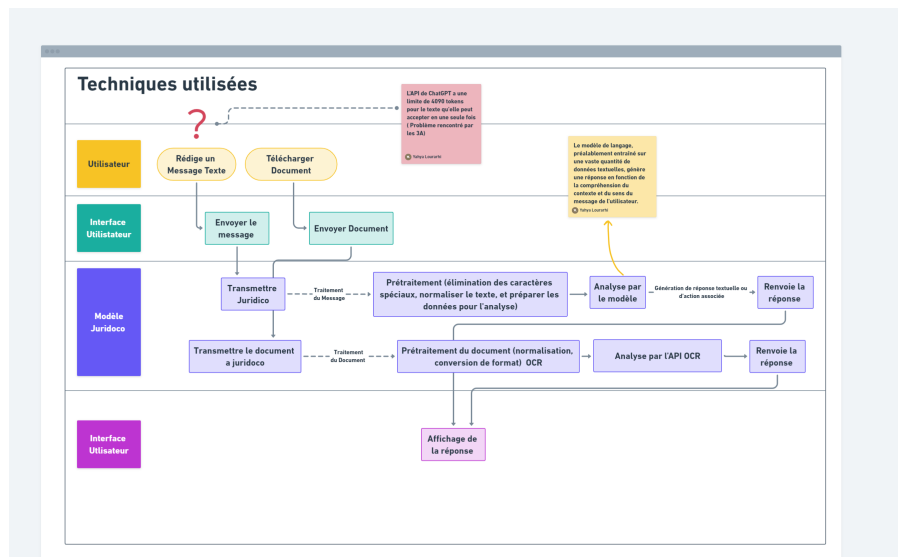 Techniques utilisées
L'API de ChatGPT a une
limite de 4090 tokens
pour le texte qu'elle peut
accepter en une seule fois
( Problème rencontré par
les 3A)
Yahya Louraiti
?
Utilisateur
Rédige un
Message Texte
Télécharger
Document
Le modèle de langage,
préalablement entraîné sur
une vaste quantité de
données textuelles, génère
une réponse en fonction de
la compréhension du
contexte et du sens du
message de l'utilisateur.
Interface
Utilistateur
Envoyer le
message
Envoyer Document
Modèle
Juridoco
Transmettre
Juridico
Traitement
du Message
Prétraitement (élimination des caractères
spéciaux, normaliser le texte, et préparer les
données pour l'analyse)
Analyse par
le modèle
Génération de réponse textuelle ou
d'action associée
Renvoie la
réponse
Transmettre le document
a juridoco
Traitement
du Document
Prétraitement du document (normalisation,
conversion de format) OCR
Analyse par l'API OCR
Renvoie la
réponse
Interface
Utlisateur
Affichage de
la réponse